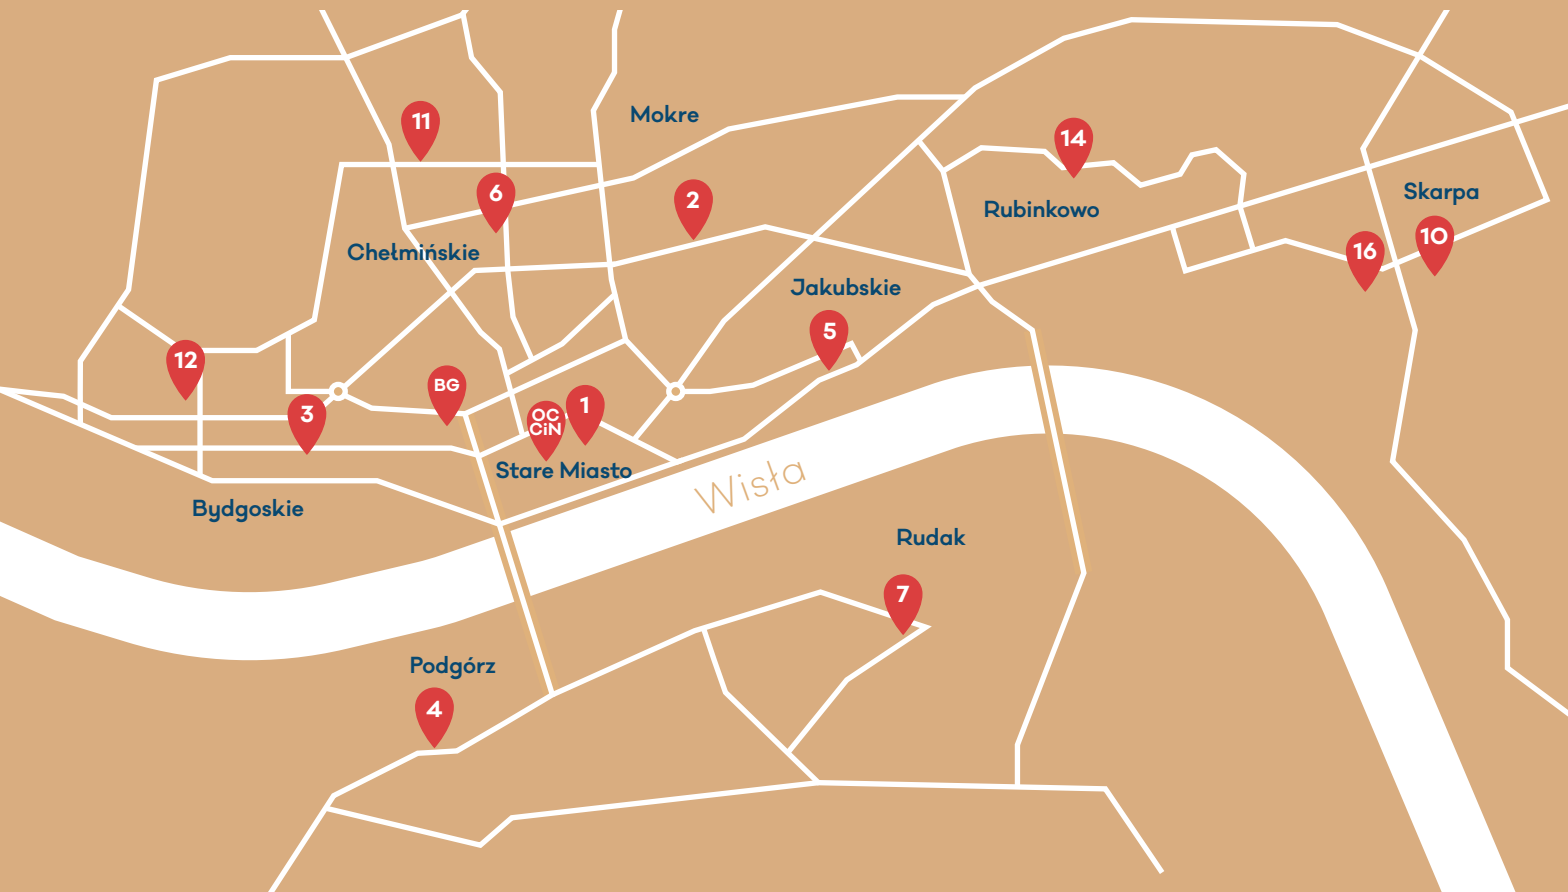 11
Mokre
14
6
2
Skarpa
Rubinkowo
10
16
Chełmińskie
Jakubskie
5
12
BG
3
OC
CiN
1
Stare Miasto
Wisła
Bydgoskie
Rudak
7
Podgórz
4